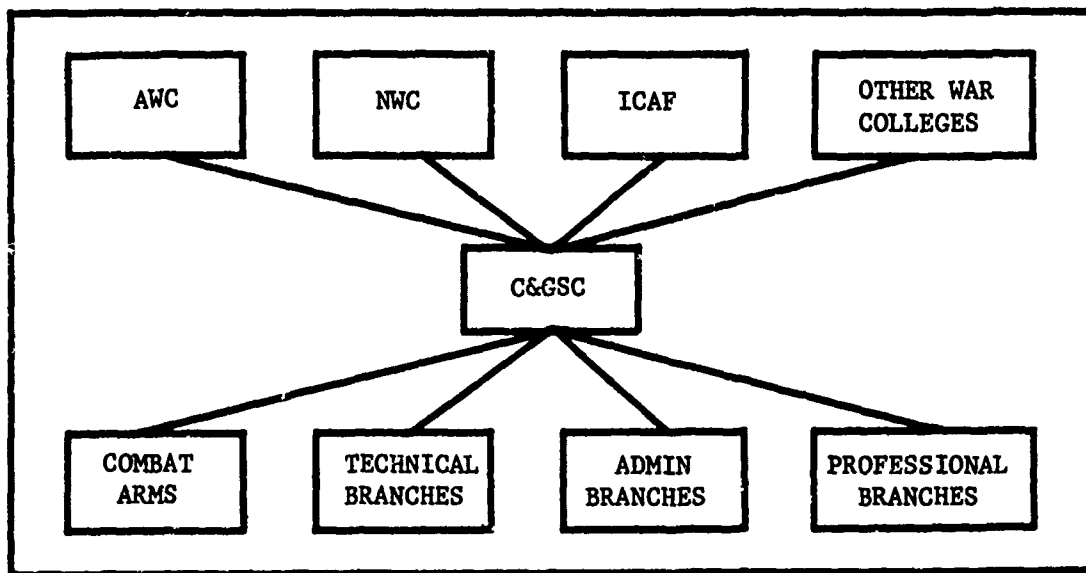 AWC
NWC
ICAF
OTHER WAR
COLLEGES
C&GSC
COMBAT
ARMS
TECHNICAL
BRANCHES
ADMIN
BRANCHES
PROFESSIONAL
BRANCHES